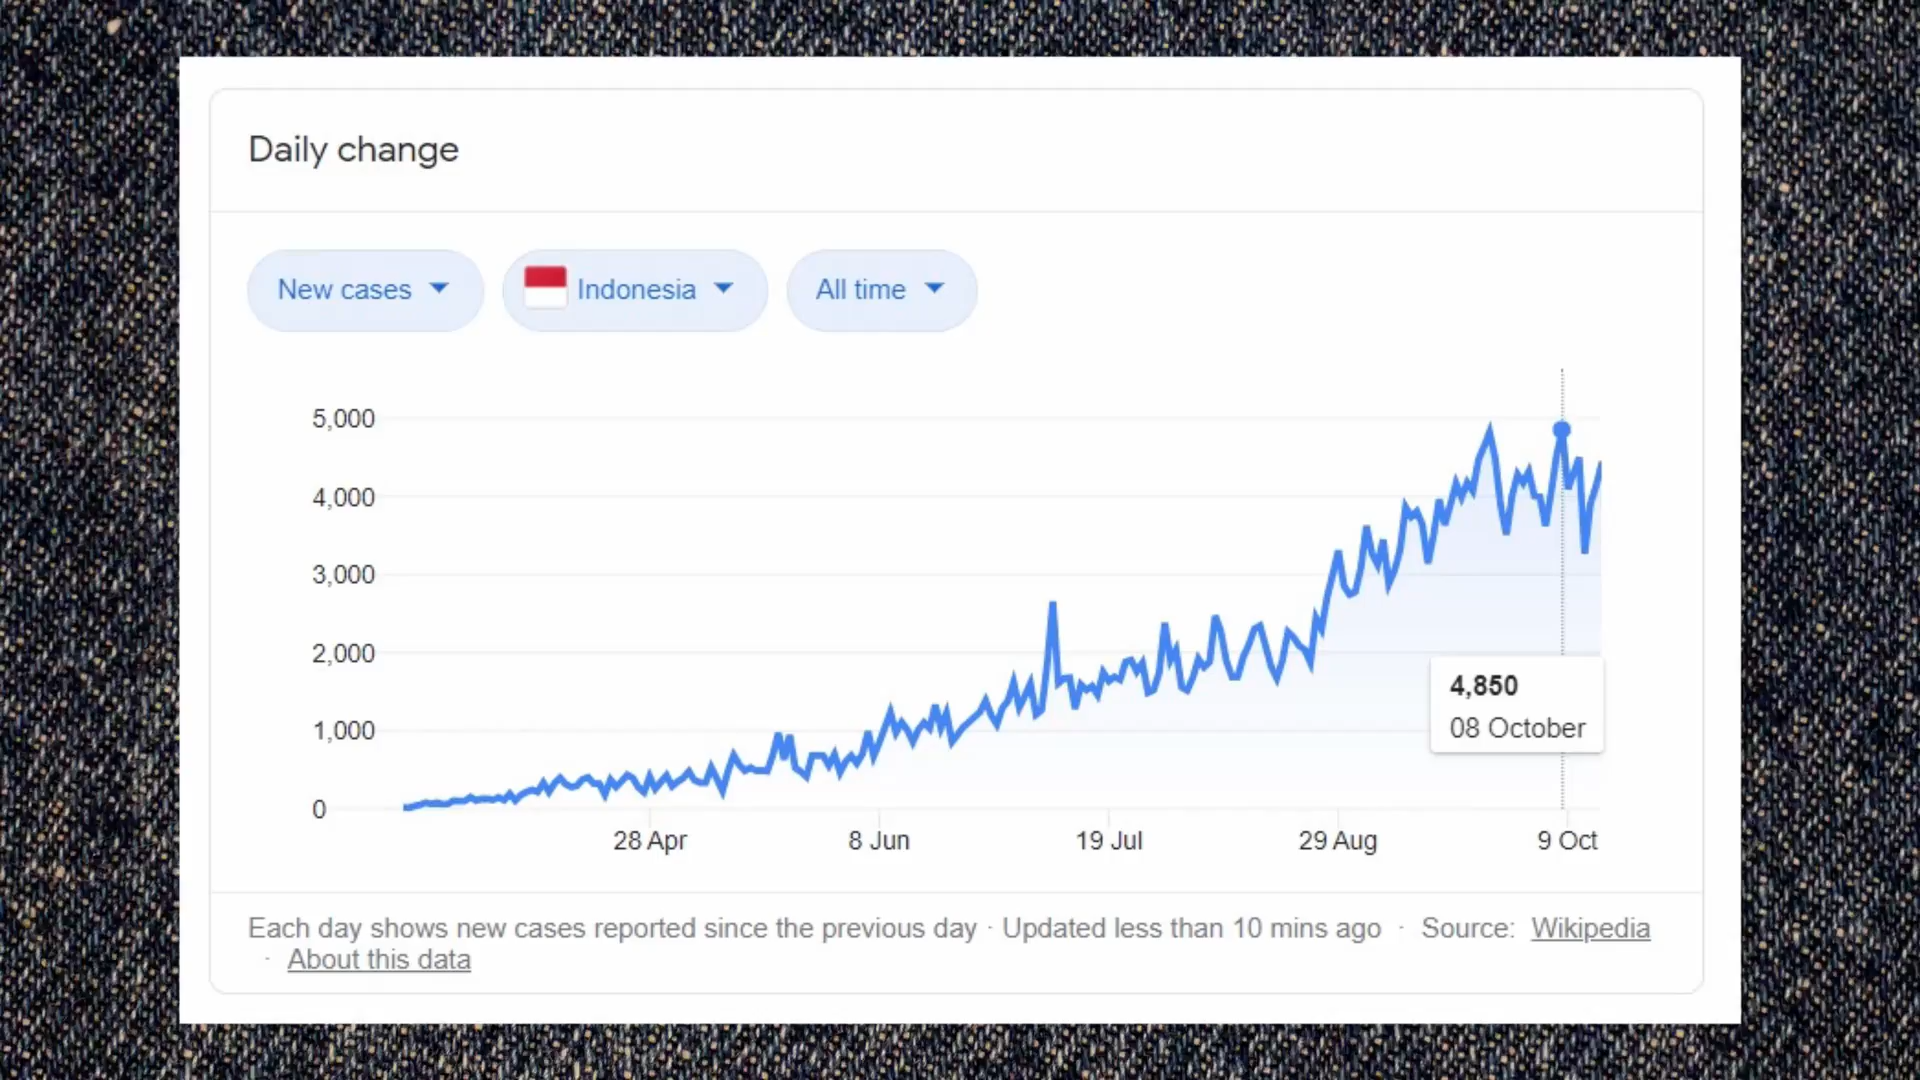 Daily change
New cases
Indonesia
All time
5,000
4,000
3,000
2,000
1,000
0
4,850
08 October
28 Apr
8 Jun
19 Jul
29 Aug
9 Oct
Each day shows new cases reported since the previous day · Updated less than 10 mins ago · Source: Wikipedia
· About this data